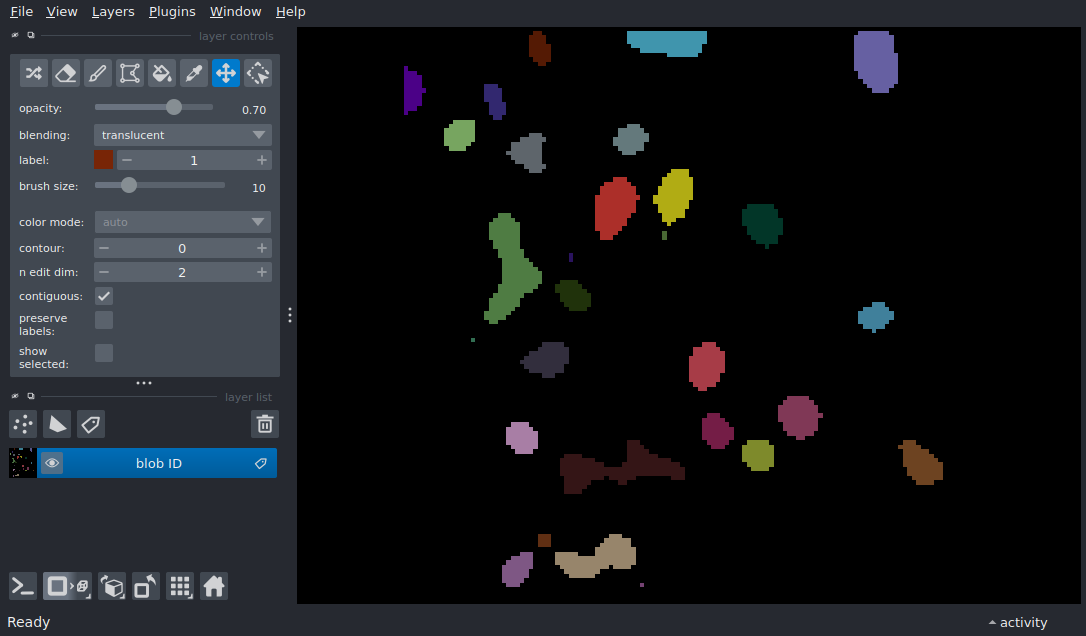 File View Layers Plugins Window Help
layer controls
opacity: 0.70
blending: translucent
label: 1
brush size: 10
color mode: auto
contour: 0
n edit dim: 2
contiguous:
preserve
labels:
show
selected:
layer list
blob ID
Ready activity